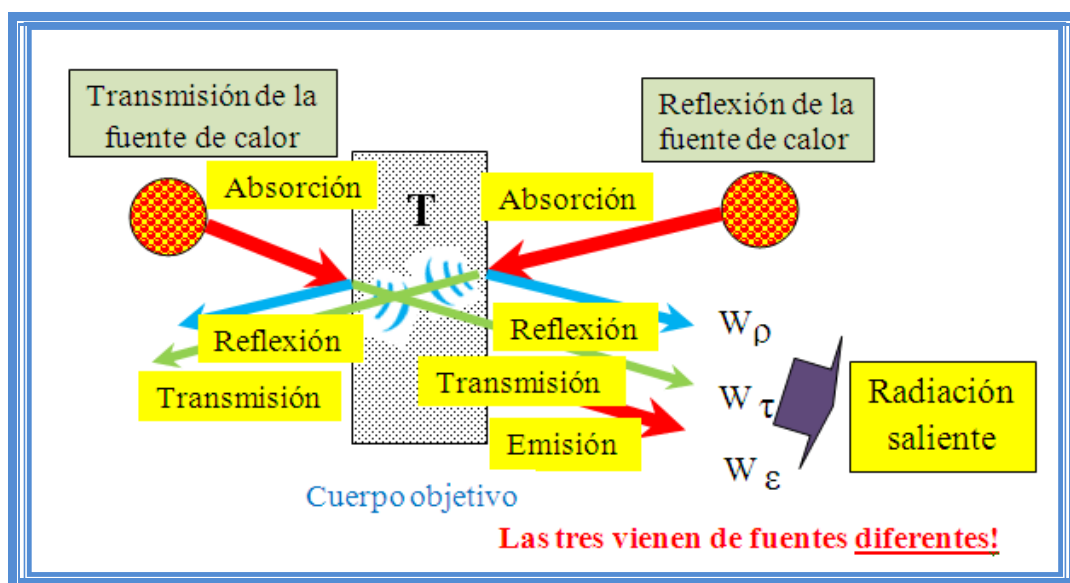 Transmisión de la
fuente de calor
Reflexión de la
fuente de calor
Absorción
T
Absorción
Reflexión
Transmisión
Reflexión
Transmisión
Emisión
Wρ
W τ
W ε
Radiación
saliente
Cuerpo objetivo
Las tres vienen de fuentes diferentes!